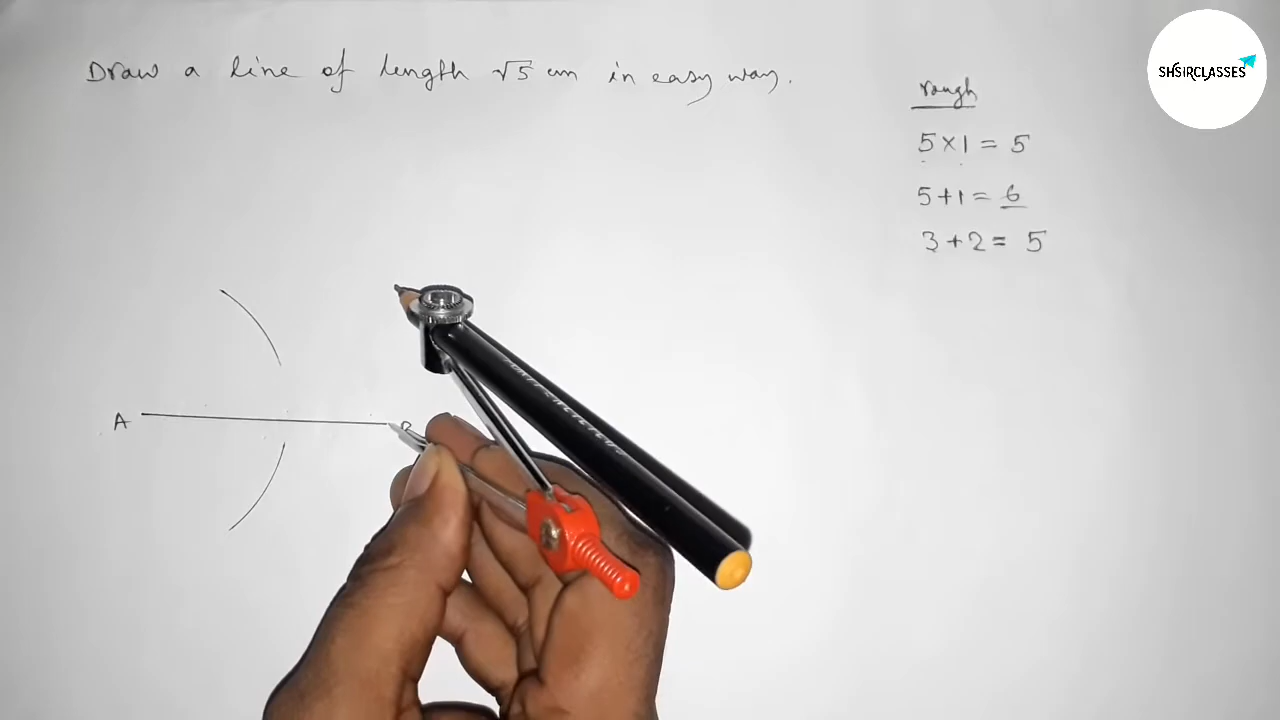 Draw a line of length √5 cm in easy way.
rough
5×1 = 5
5+1 = 6
3+2 = 5
A
B
SHSIRCLASSES